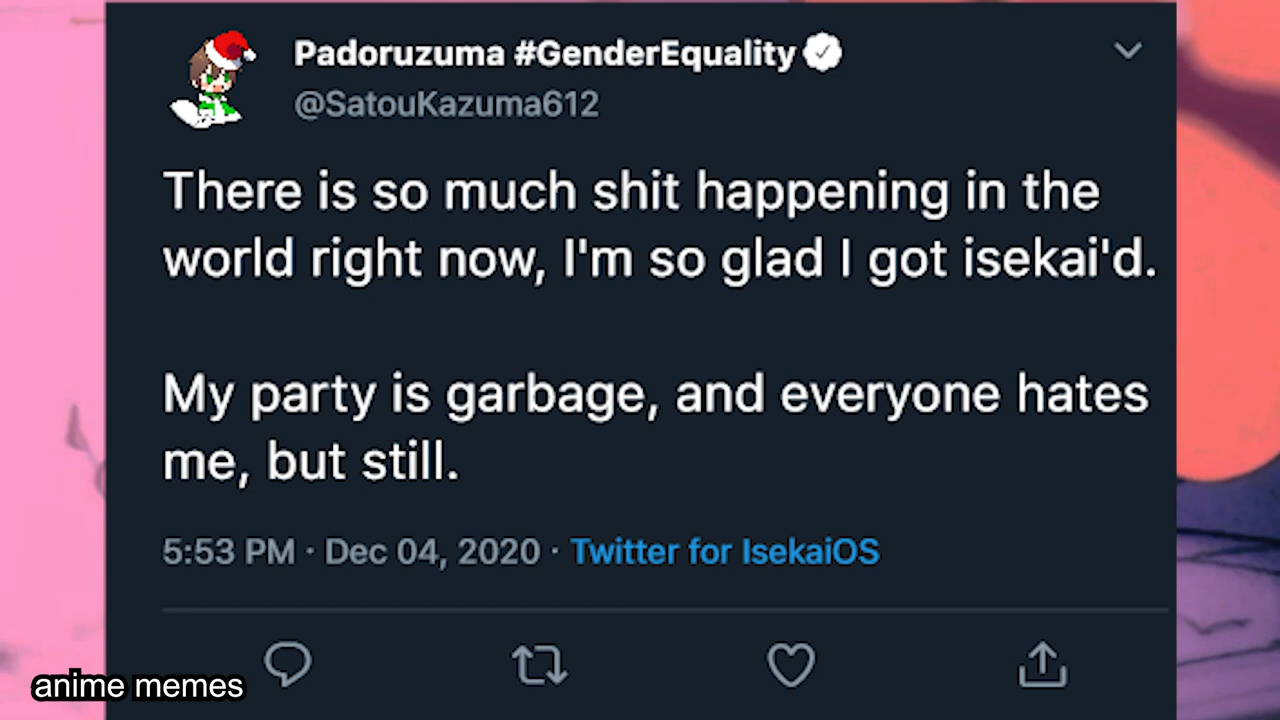 Padoruzuma #GenderEquality
@SatouKazuma612
There is so much shit happening in the
world right now, I'm so glad I got isekai'd.
My party is garbage, and everyone hates
me, but still.
5:53 PM · Dec 04, 2020 · Twitter for IsekaiOS
anime memes